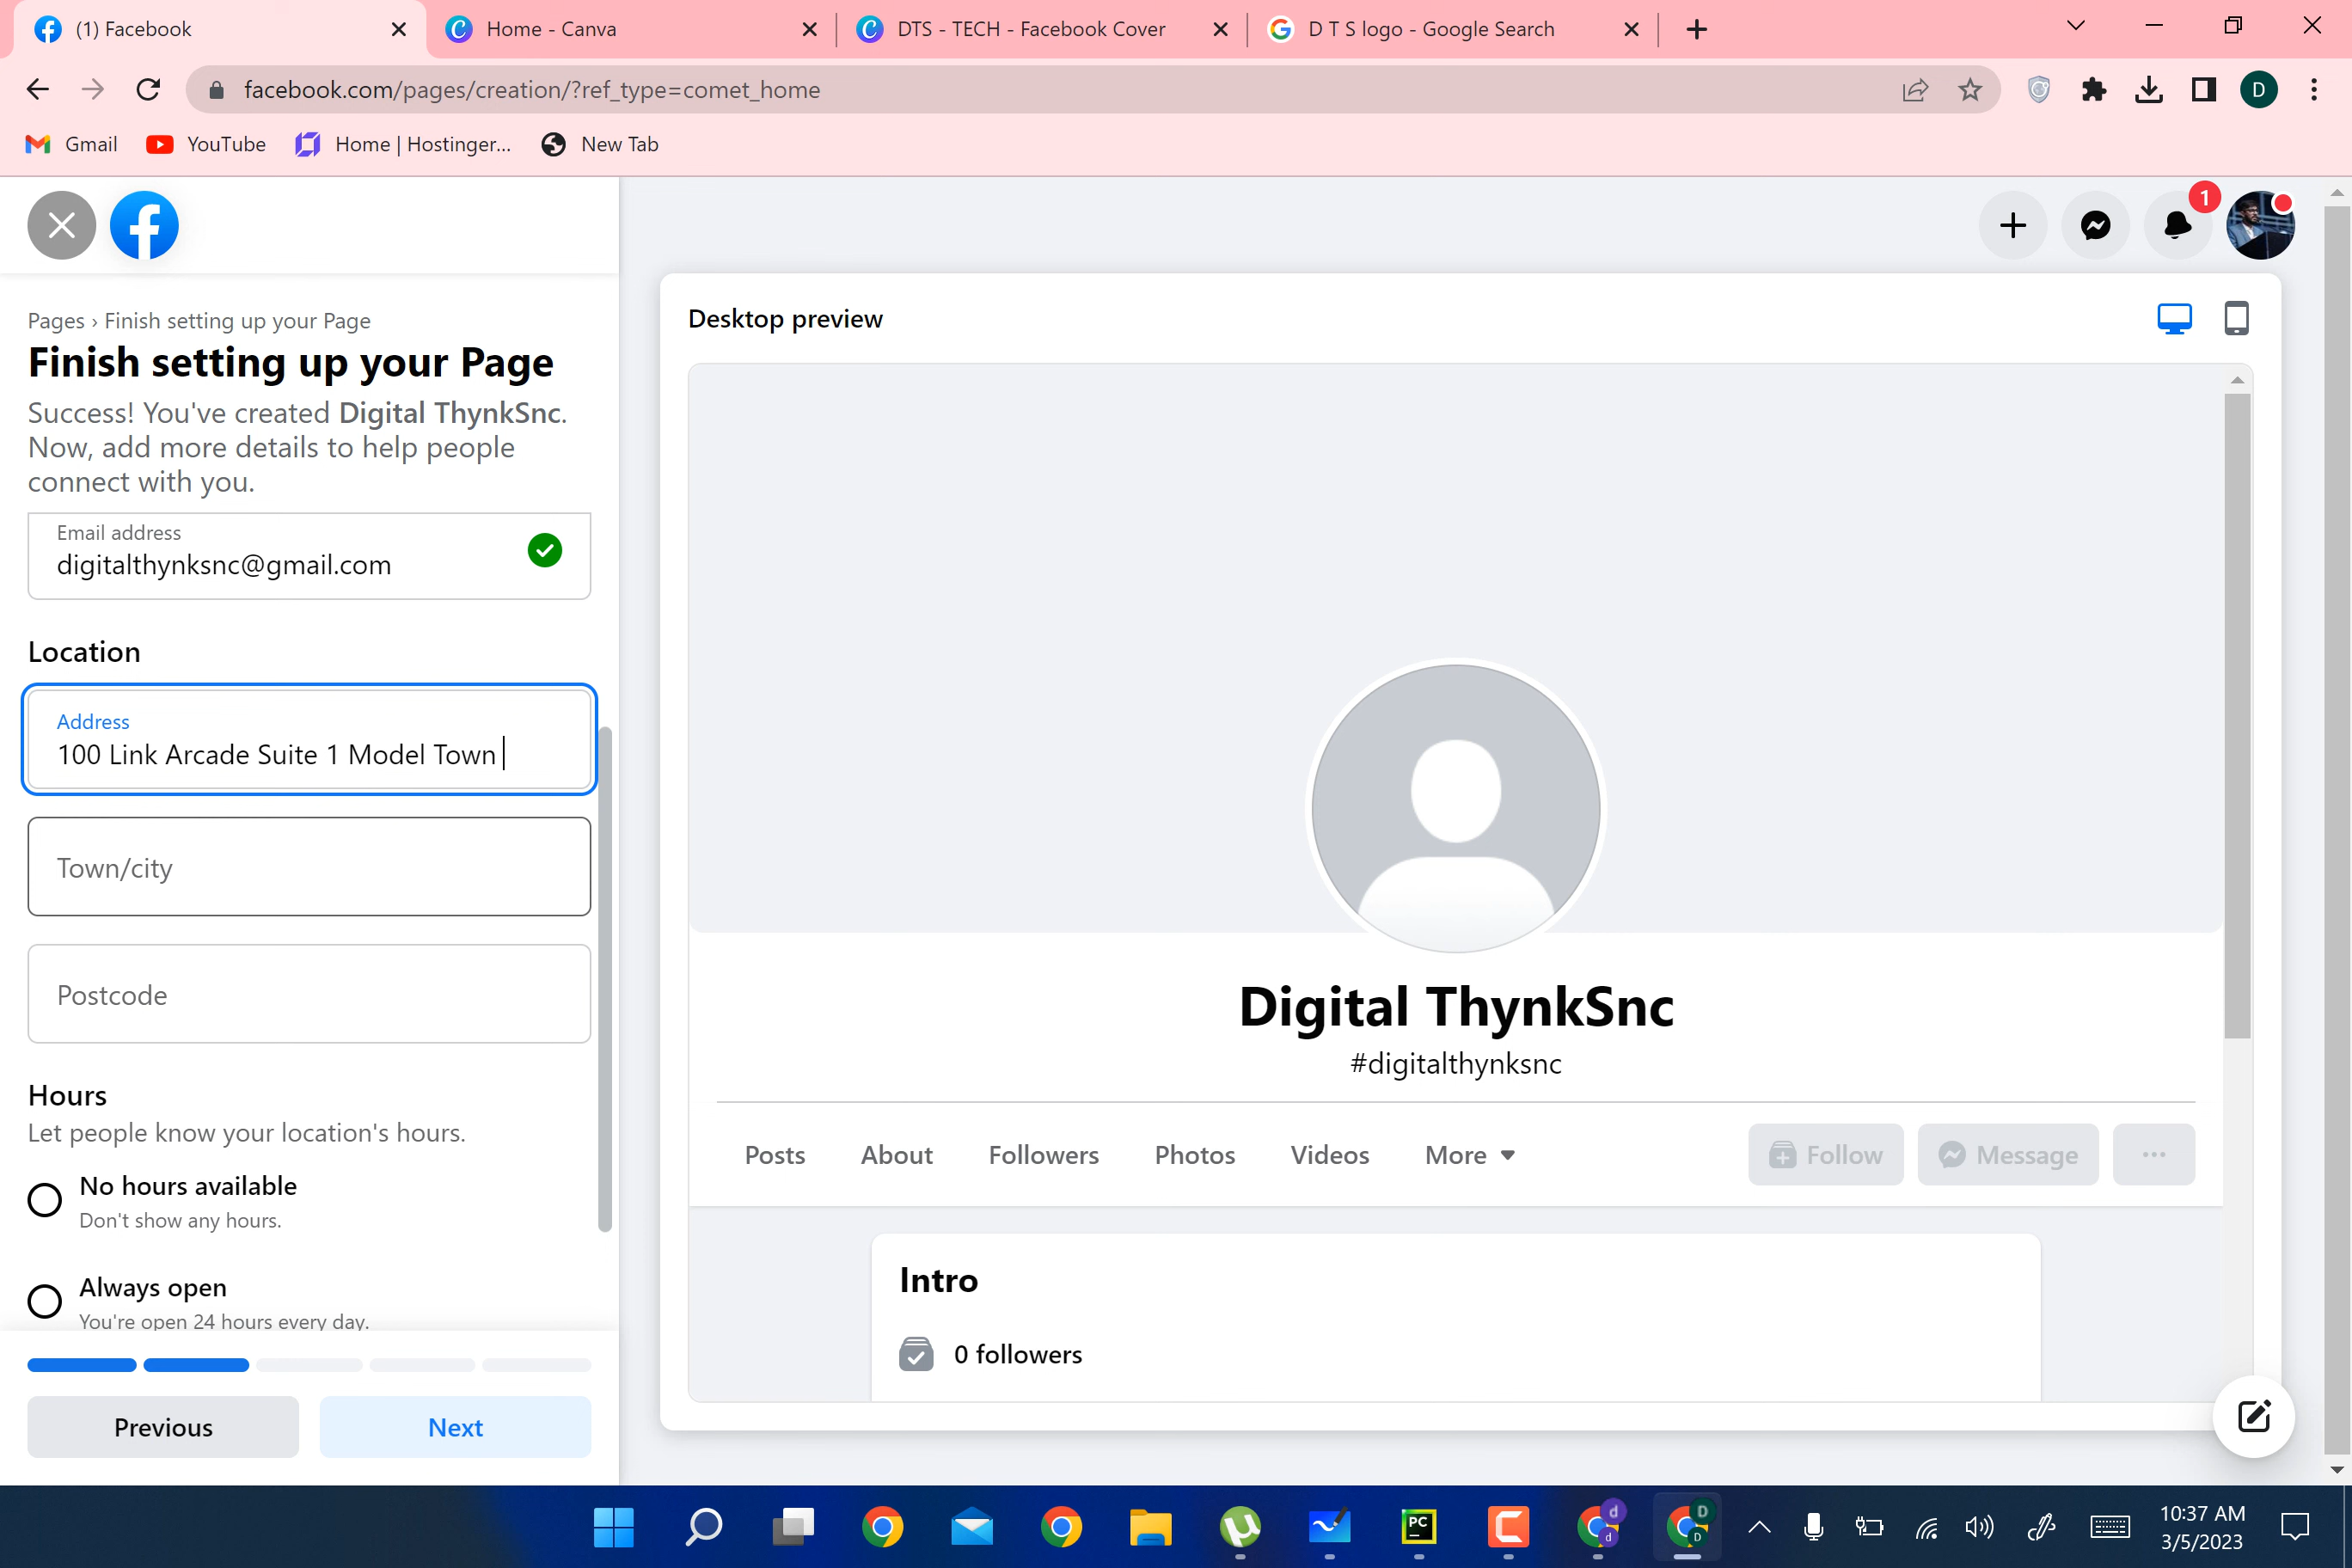 (1) Facebook
Home - Canva
DTS - TECH - Facebook Cover
D T S logo - Google Search
facebook.com/pages/creation/?ref_type=comet_home
D
Gmail
YouTube
Home | Hostinger...
New Tab
1
Pages › Finish setting up your Page
Finish setting up your Page
Success! You've created Digital ThynkSnc.
Now, add more details to help people
connect with you.
Email address
digitalthynksnc@gmail.com
Location
Address
100 Link Arcade Suite 1 Model Town
Town/city
Postcode
Hours
Let people know your location's hours.
No hours available
Don't show any hours.
Always open
You're open 24 hours every day.
Previous
Next
Desktop preview
Digital ThynkSnc
#digitalthynksnc
Posts
About
Followers
Photos
Videos
More
Follow
Message
Intro
0 followers
PC
d
d
D
D
10:37 AM
3/5/2023